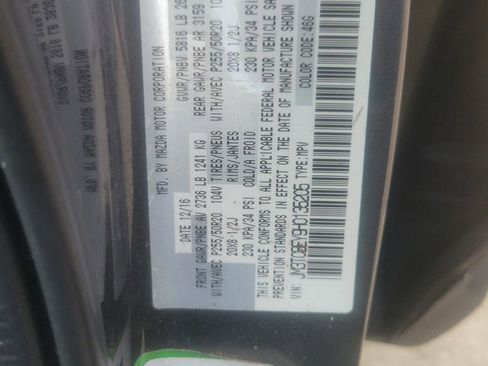 MFD. BY MAZDA MOTOR CORPORATION
DATE 12/16 GVWR/PNBV 5816 LB 26
FRONT GAWR/PNBE AV 2736 LB 1241 KG REAR GAWR/PNBE AR 3159
WITH/AVEC P255/50R20 104V TIRES/PNEUS WITH/AVEC P255/50R20
20X8-1/2J RIMS/JANTES 20X8-1/2J
230 KPA/34 PSI COLD/A FROID 230 KPA/34 PSI
THIS VEHICLE CONFORMS TO ALL APPLICABLE FEDERAL MOTOR VEHICLE SA
STANDARDS IN EFFECT ON THE DATE OF MANUFACTURE SHOWN
JM3TCBEY9H0135205 TYPE:MPV COLOR CODE:46G